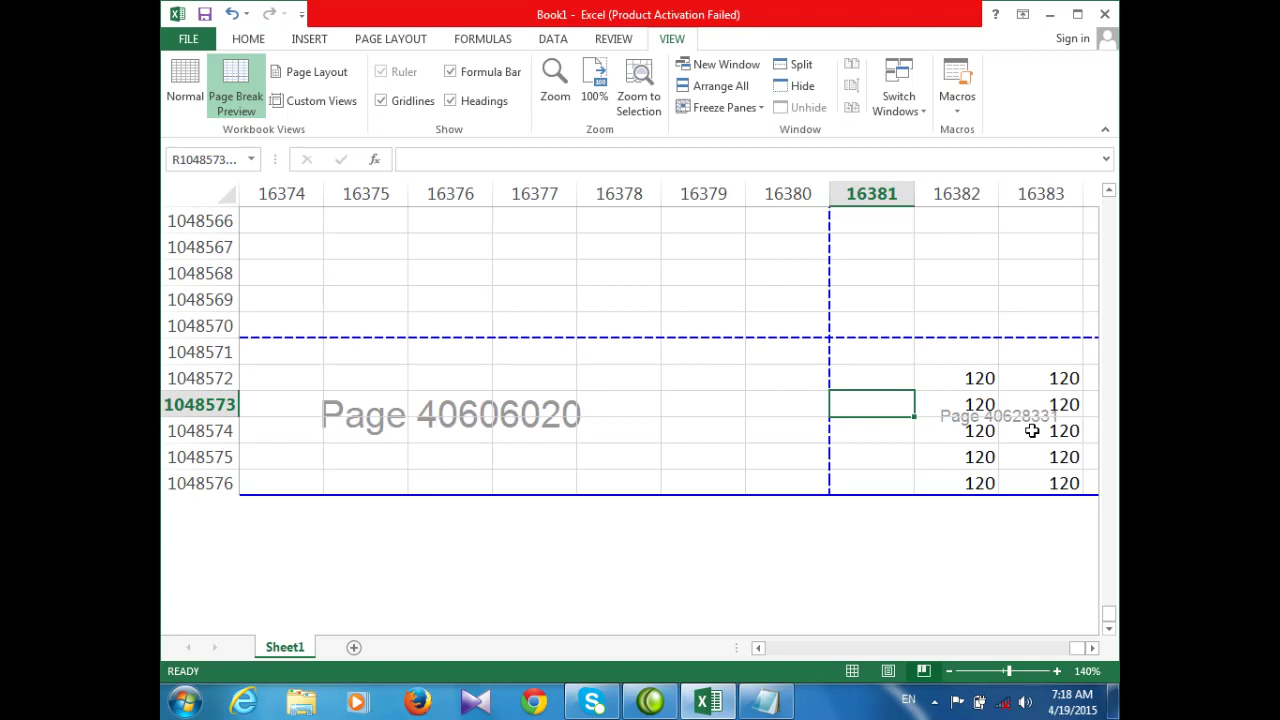 Book1 - Excel (Product Activation Failed)
?
FILE HOME INSERT PAGE LAYOUT FORMULAS DATA REVIEW VIEW Sign in
Normal
Page Break
Preview
Page Layout
Custom Views
Workbook Views
Ruler
Formula Bar
Gridlines
Headings
Show
Zoom
100%
Zoom to
Selection
Zoom
New Window
Arrange All
Freeze Panes
Split
Hide
Unhide
Switch
Windows
Window
Macros
Macros
R1048573...
fx
16374 16375 16376 16377 16378 16379 16380 16381 16382 16383
1048566
1048567
1048568
1048569
1048570
1048571
1048572 120 120
1048573 120 120
Page 40606020 Page 40628331
1048574 120 120
1048575 120 120
1048576 120 120
Sheet1
READY 140%
EN 7:18 AM
4/19/2015